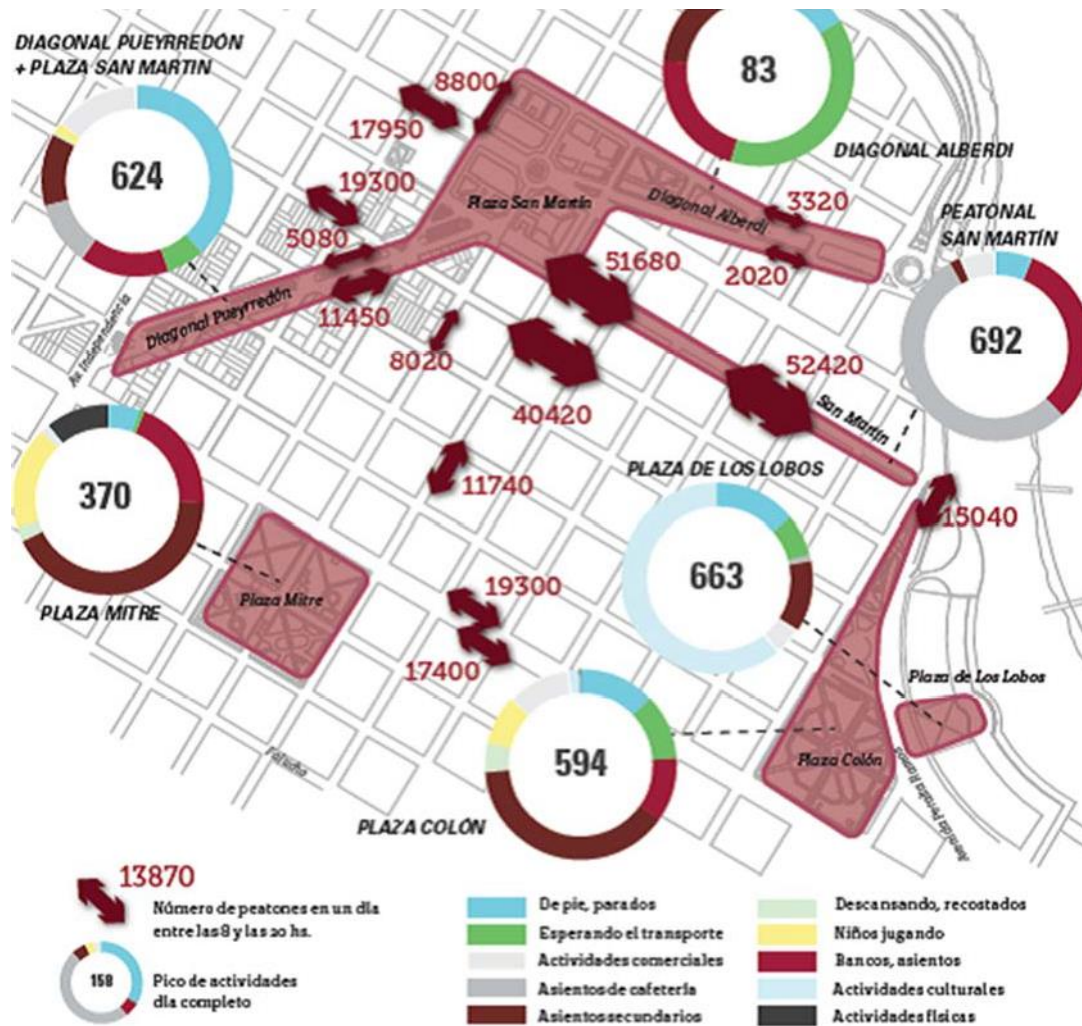 DIAGONAL PUEYRREDÓN
+ PLAZA SAN MARTIN
624
8800
17950
19300
5080
11450
8020
83
DIAGONAL ALBERDI
Plaza San Martín
Diagonal Alberdi
3320
2020
PEATONAL
SAN MARTÍN
692
51680
52420
40420
San Martín
Diagonal Pueyrredón
Av. Independencia
11740
PLAZA DE LOS LOBOS
663
15040
370
PLAZA MITRE
Plaza Mitre
19300
17400
594
PLAZA COLÓN
Plaza Colón
Plaza de Los Lobos
Falucho
13870
Número de peatones en un día
entre las 8 y las 20 hs.
158
Pico de actividades
día completo
De pie, parados
Esperando el transporte
Actividades comerciales
Asientos de cafetería
Asientos secundarios
Descansando, recostados
Niños jugando
Bancos, asientos
Actividades culturales
Actividades físicas